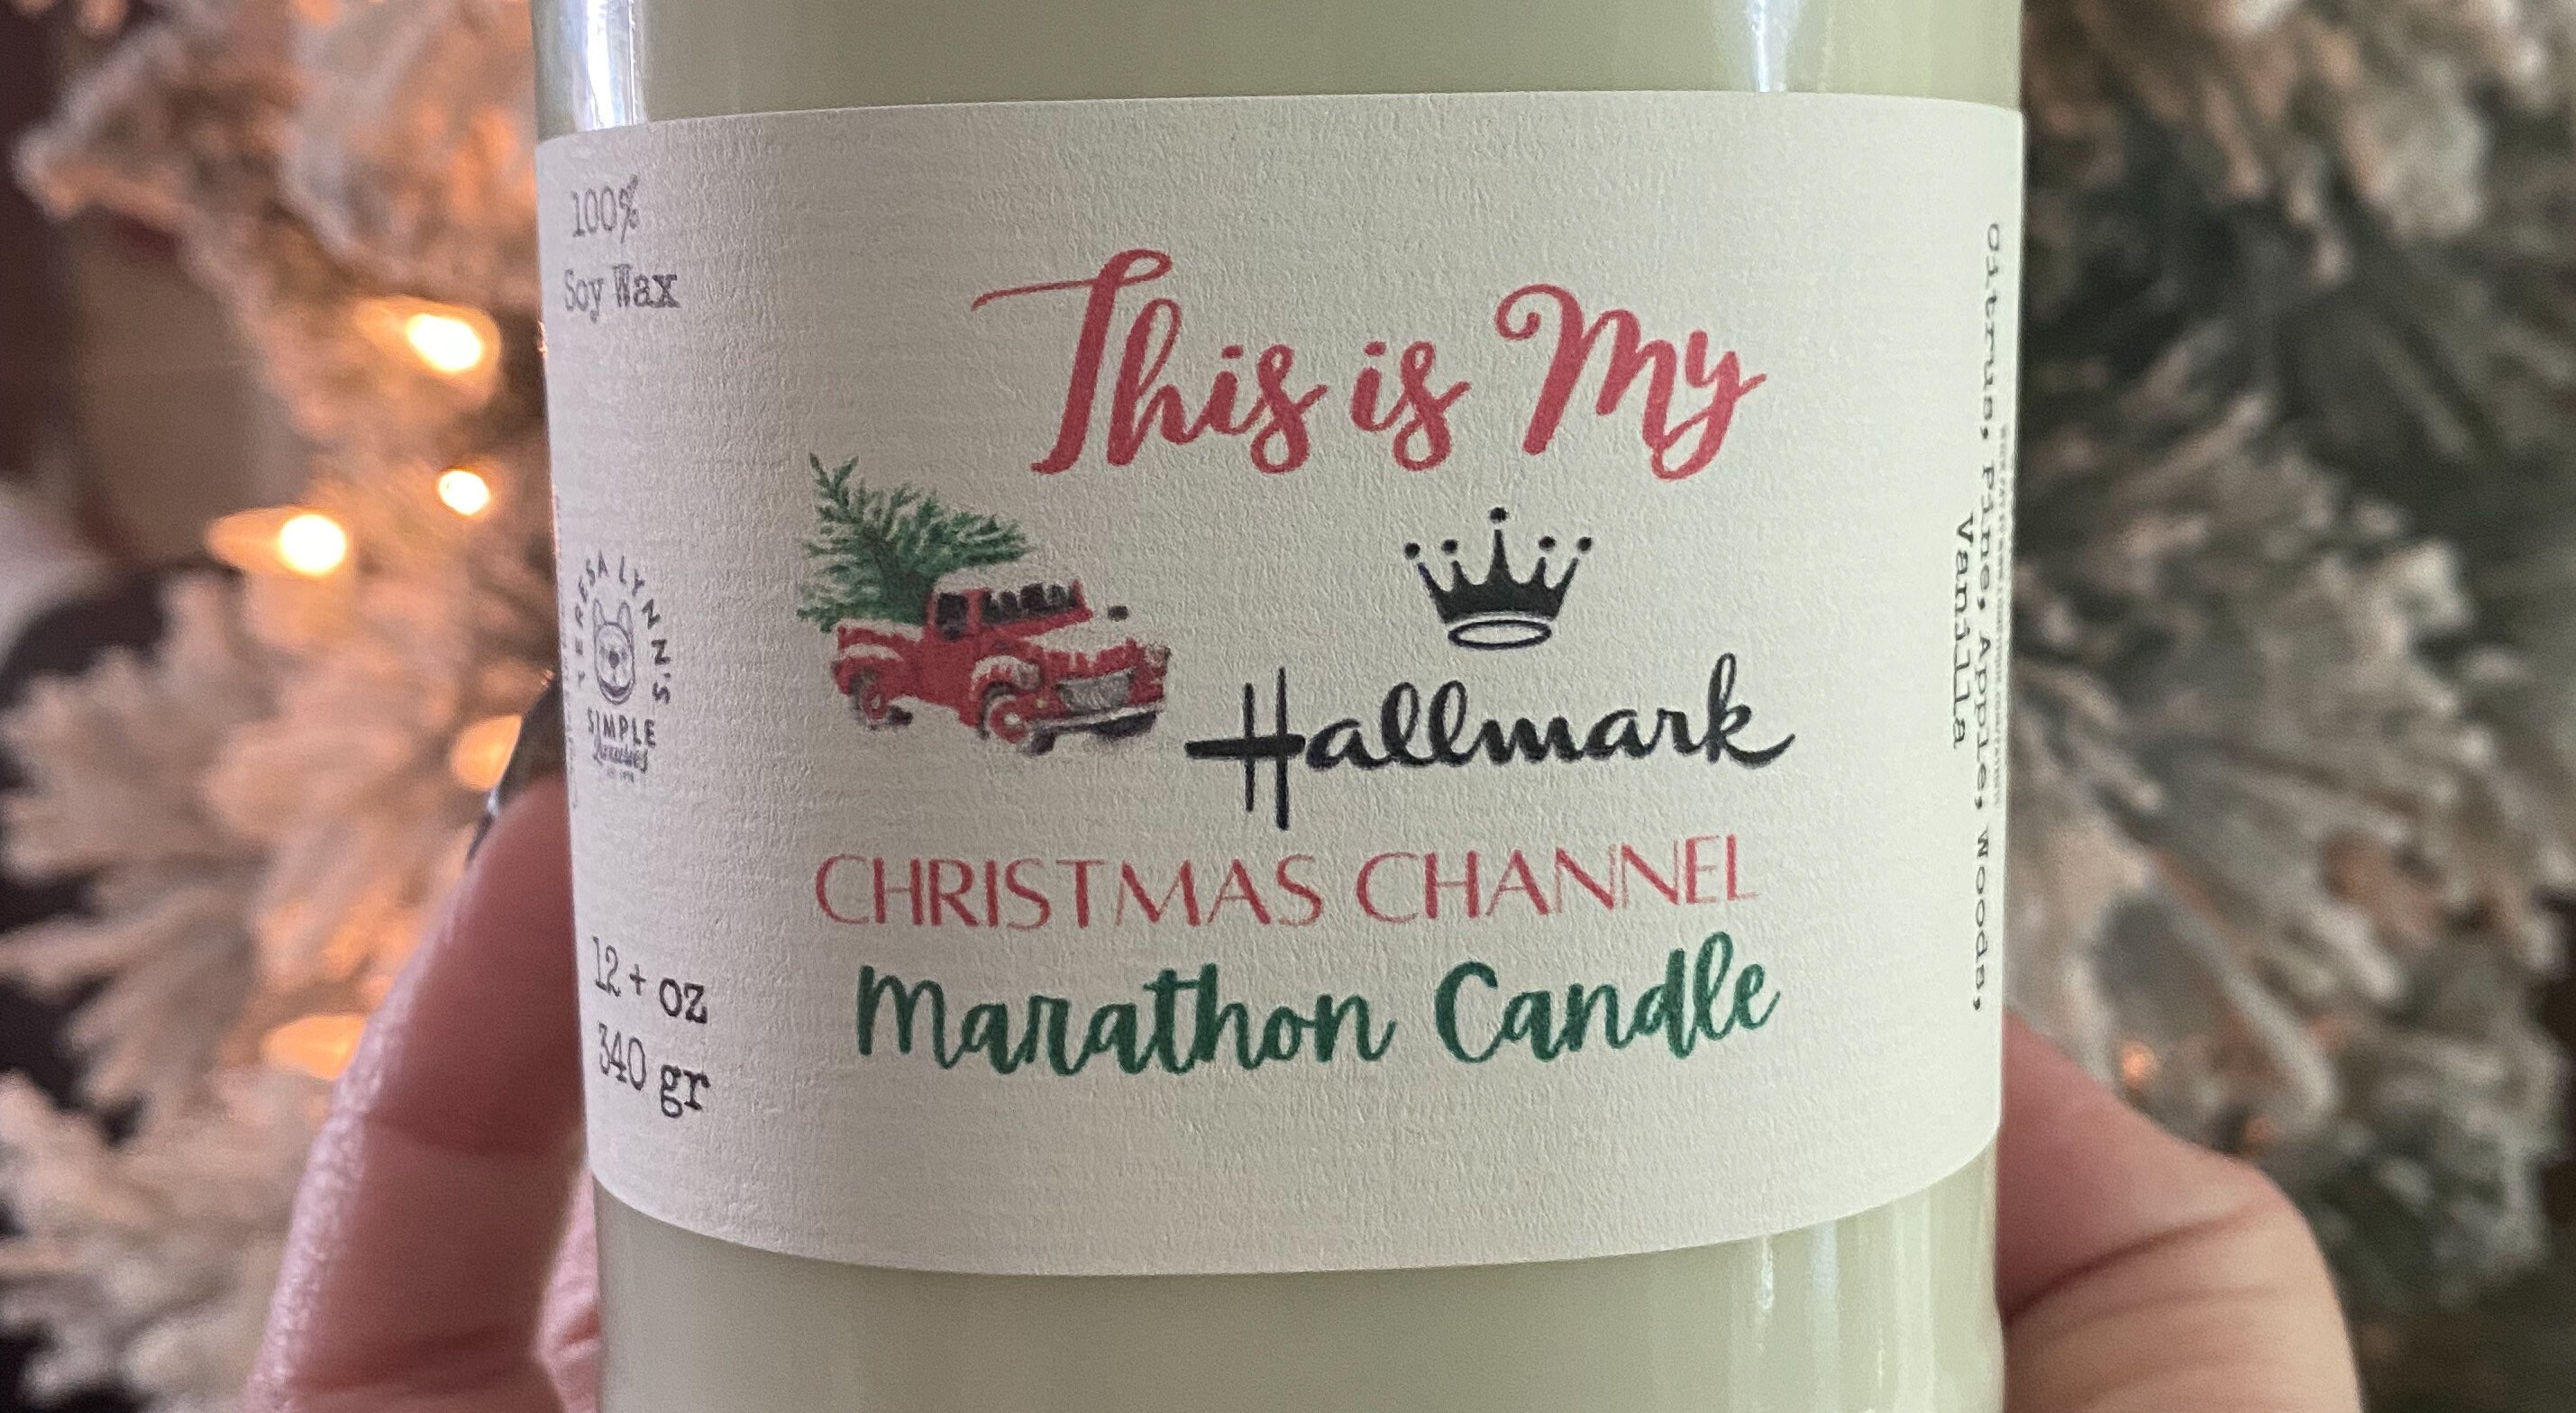 100%
Soy Wax
TERESA LYNN'S
SIMPLE
12 + oz
340 gr
This is My
Hallmark
CHRISTMAS CHANNEL
Marathon Candle
Citrus, Pine, Apple, Woods,
Vanilla